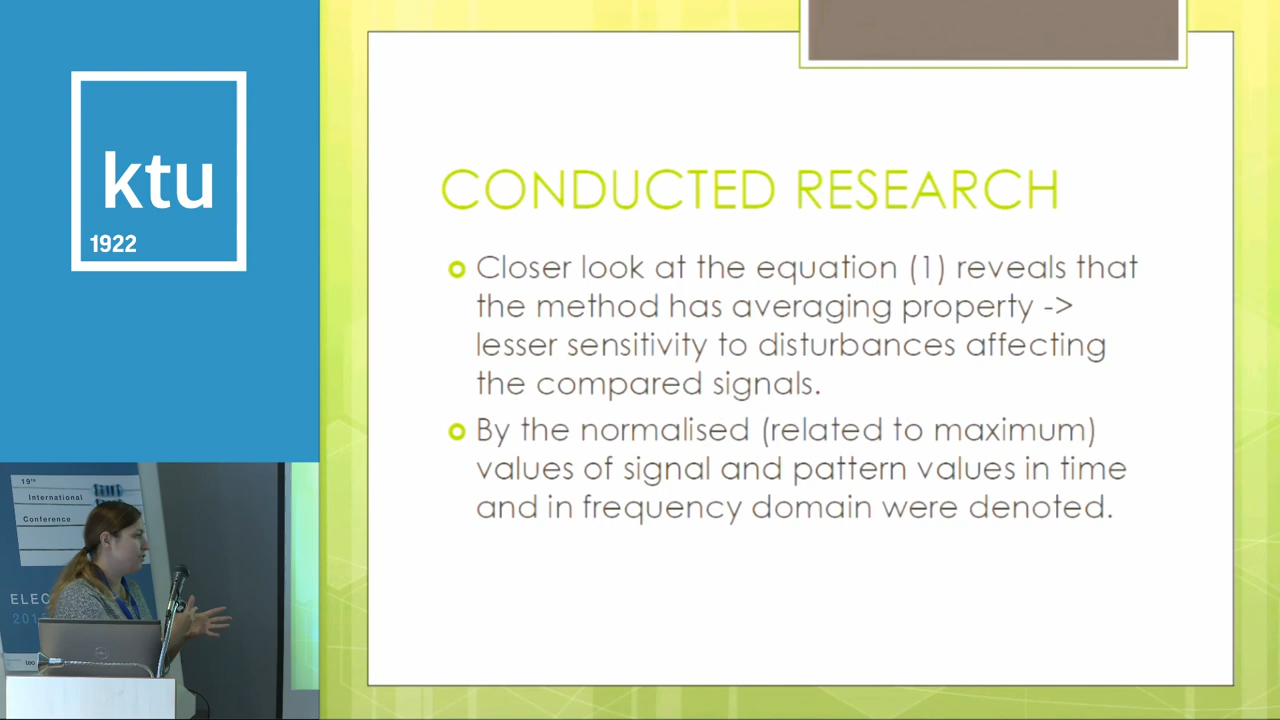 ktu
1922
CONDUCTED RESEARCH
Closer look at the equation (1) reveals that
the method has averaging property ->
lesser sensitivity to disturbances affecting
the compared signals.
By the normalised (related to maximum)
values of signal and pattern values in time
and in frequency domain were denoted.
19th
International
Conference
ELEC
201